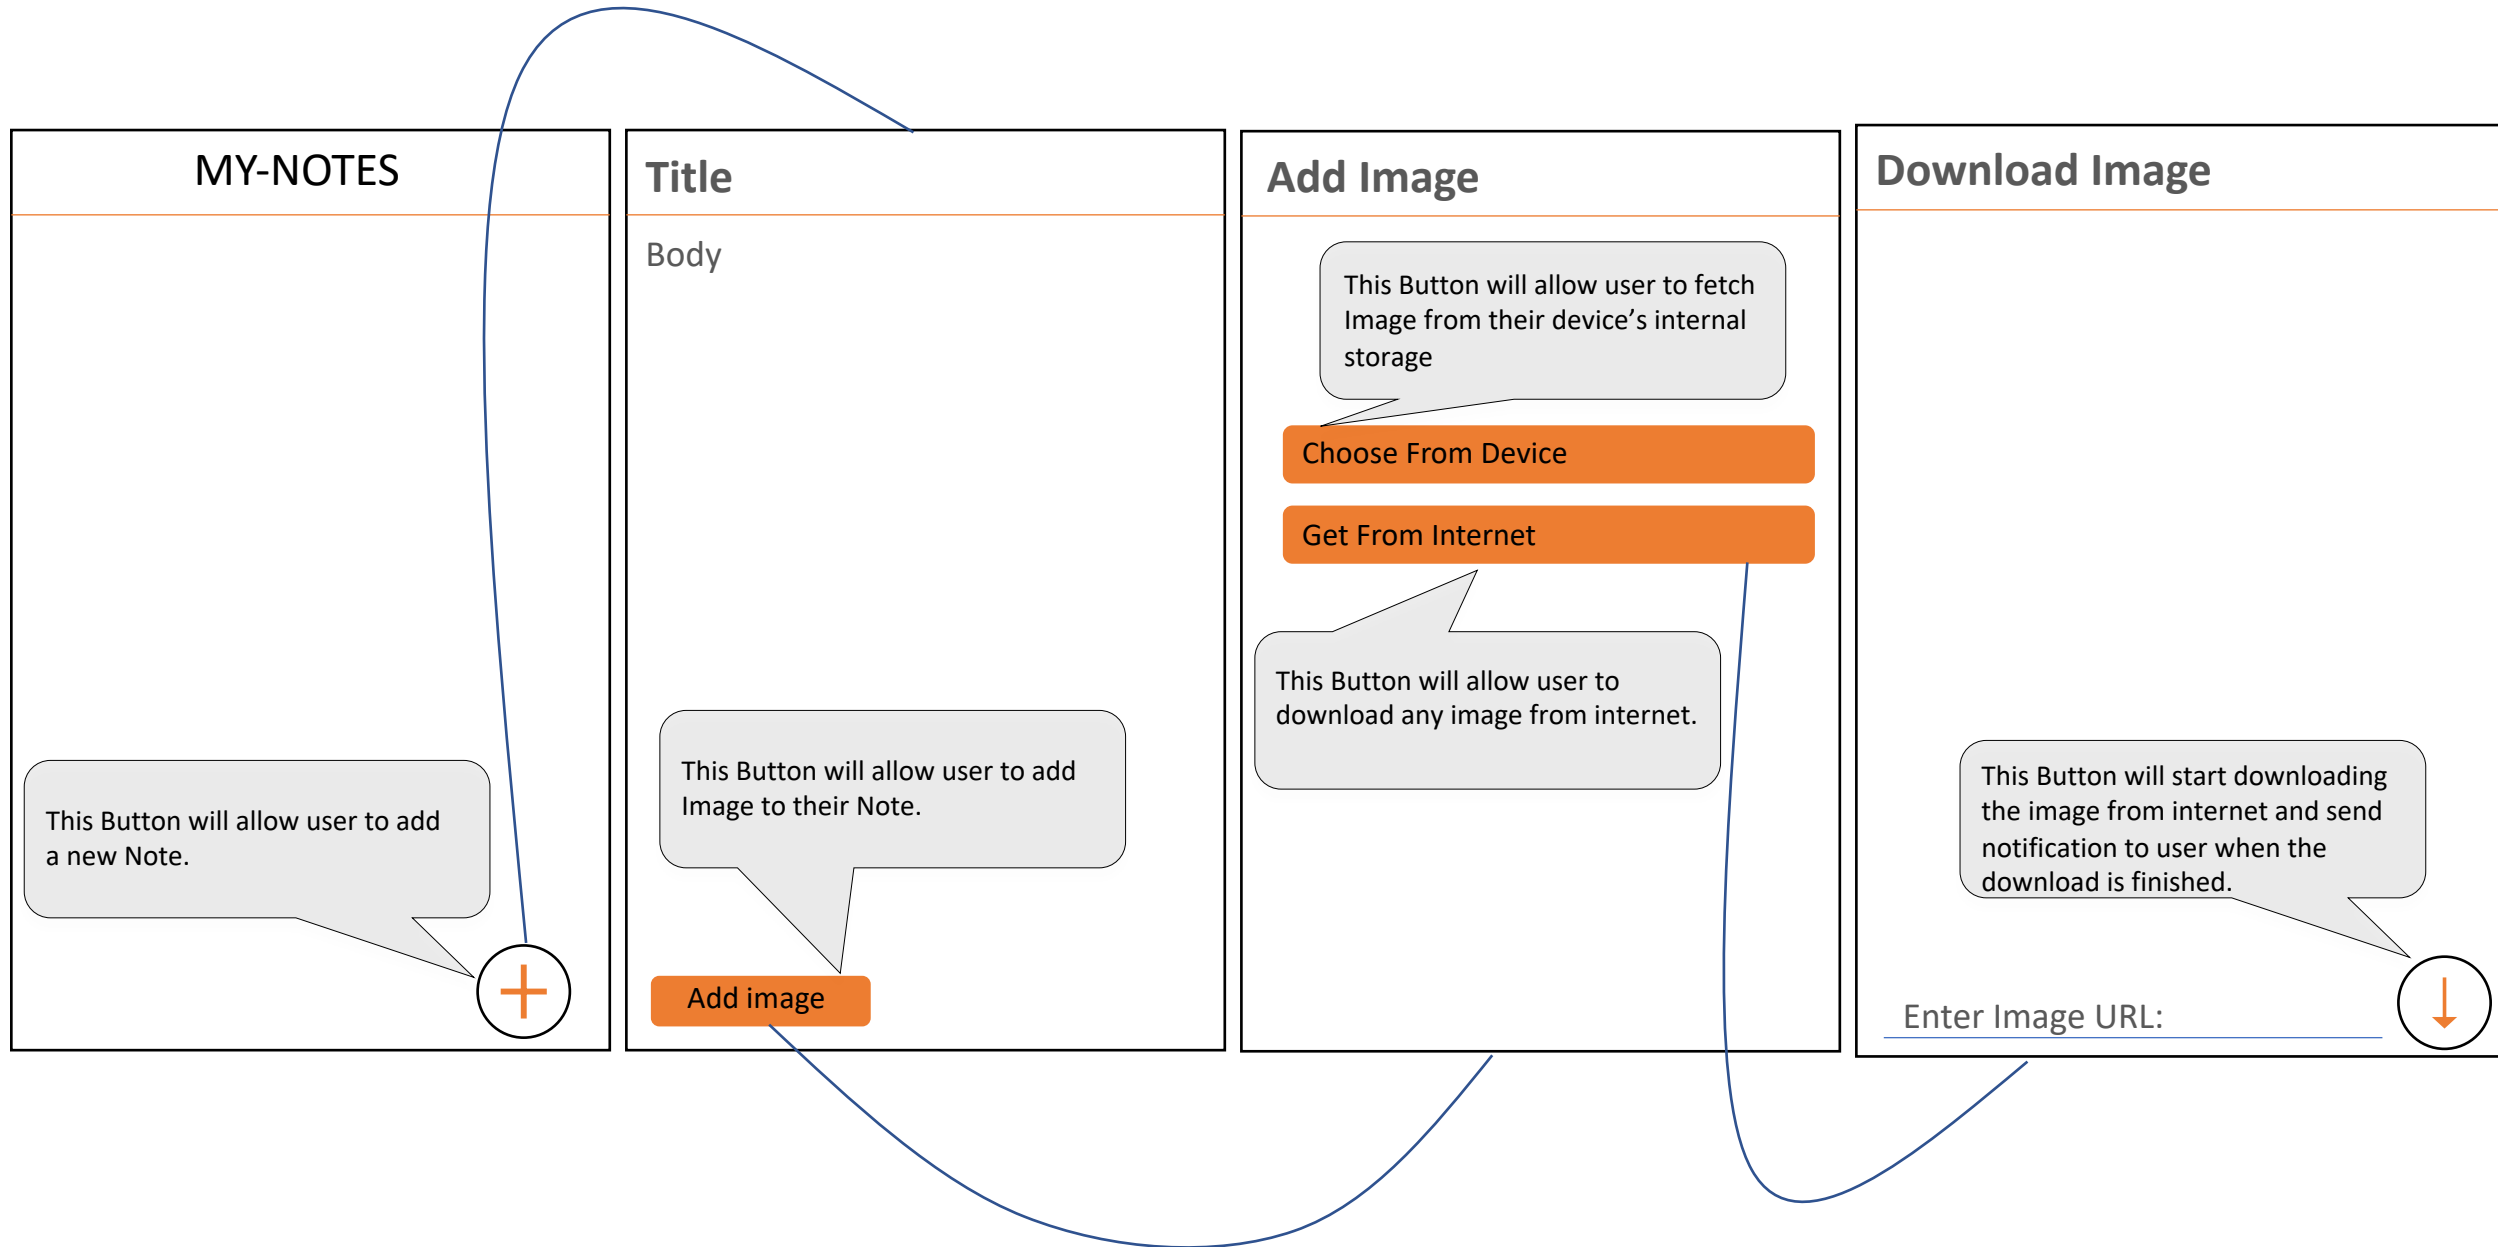 MY-NOTES
This Button will allow user to add
a new Note.
Title
Body
This Button will allow user to add
Image to their Note.
Add image
Add Image
This Button will allow user to fetch
Image from their device’s internal
storage
Choose From Device
Get From Internet
This Button will allow user to
download any image from internet.
Download Image
This Button will start downloading
the image from internet and send
notification to user when the
download is finished.
Enter Image URL: